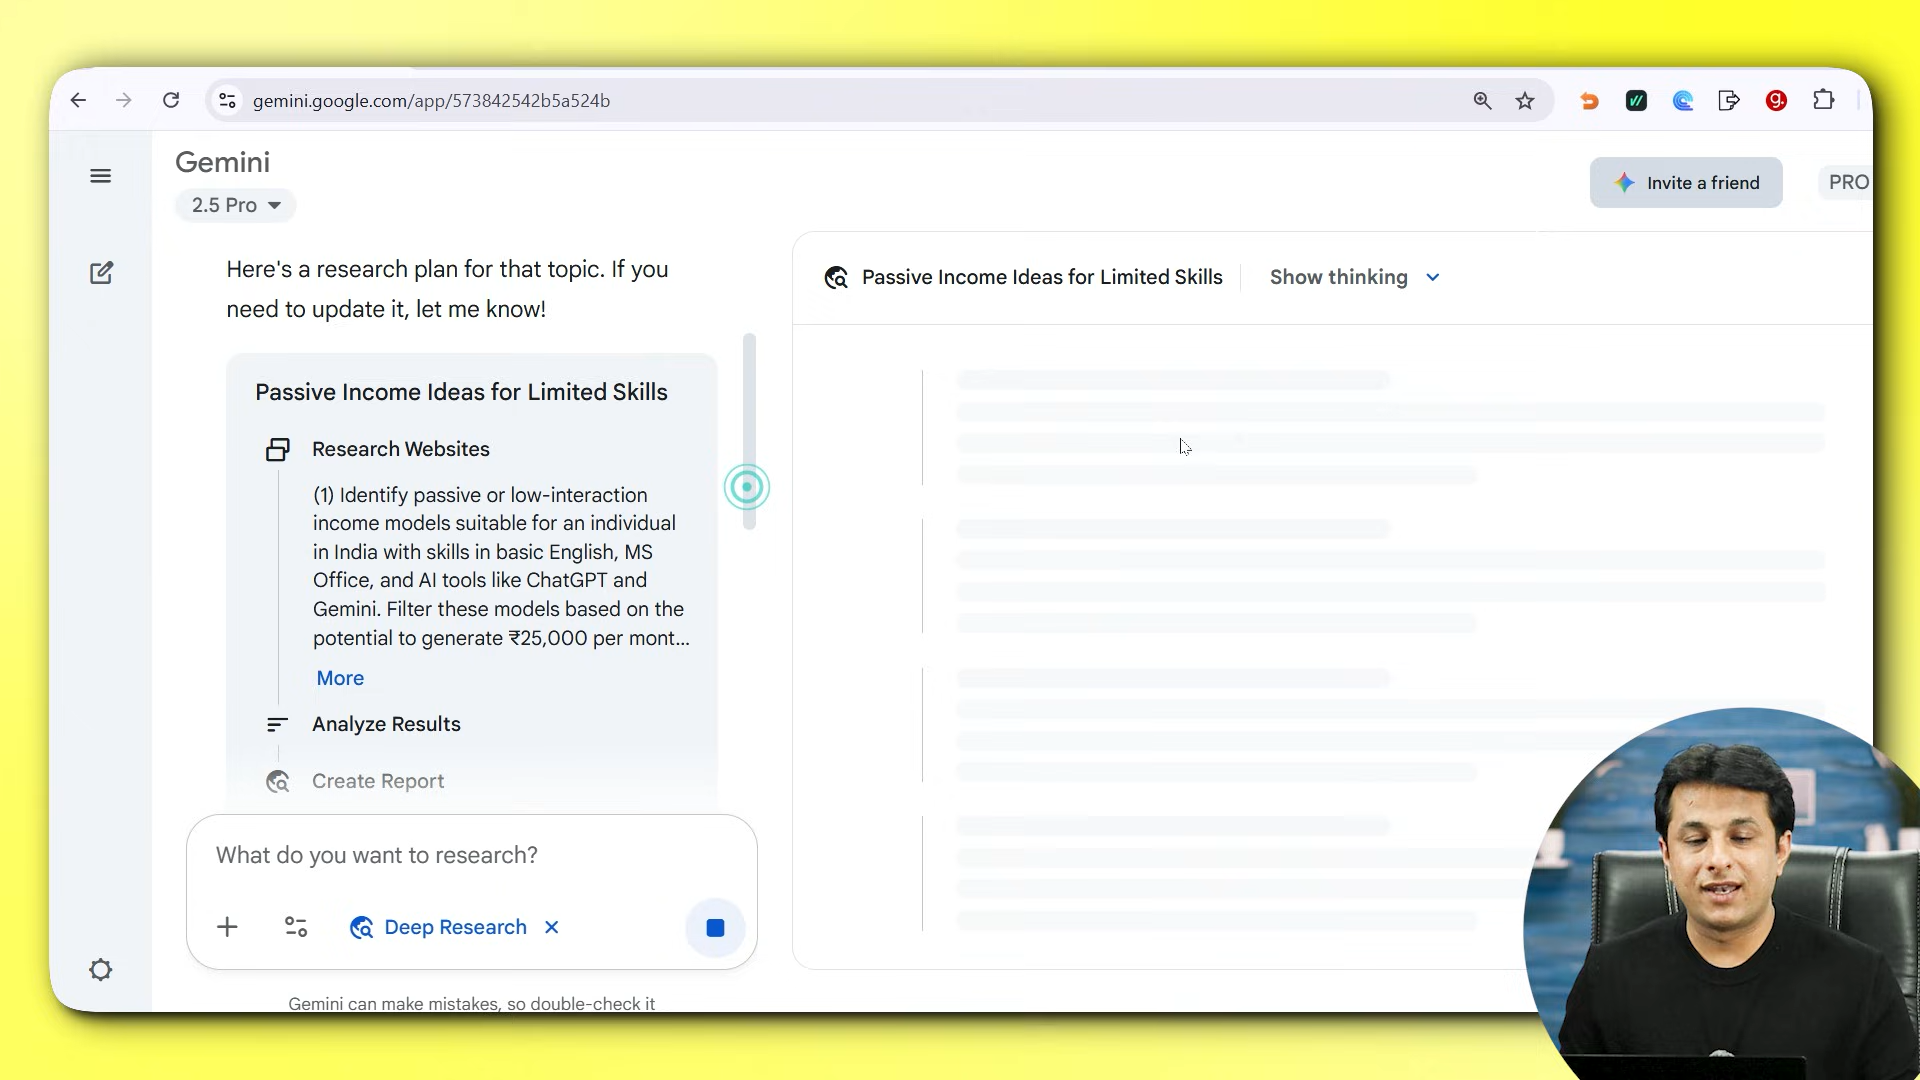 gemini.google.com/app/573842542b5a524b
g.
Gemini
2.5 Pro
Invite a friend
PRO
Here's a research plan for that topic. If you
need to update it, let me know!
Passive Income Ideas for Limited Skills
Research Websites
(1) Identify passive or low-interaction
income models suitable for an individual
in India with skills in basic English, MS
Office, and AI tools like ChatGPT and
Gemini. Filter these models based on the
potential to generate ₹25,000 per mont...
More
Analyze Results
Create Report
What do you want to research?
Deep Research
Gemini can make mistakes, so double-check it
Passive Income Ideas for Limited Skills
Show thinking